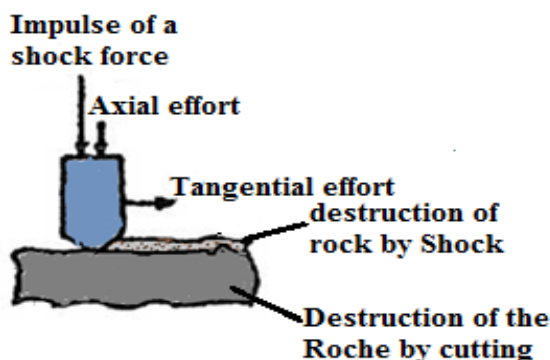 Impulse of a
shock force
Axial effort
Tangential effort
destruction of
rock by Shock
Destruction of the
Roche by cutting